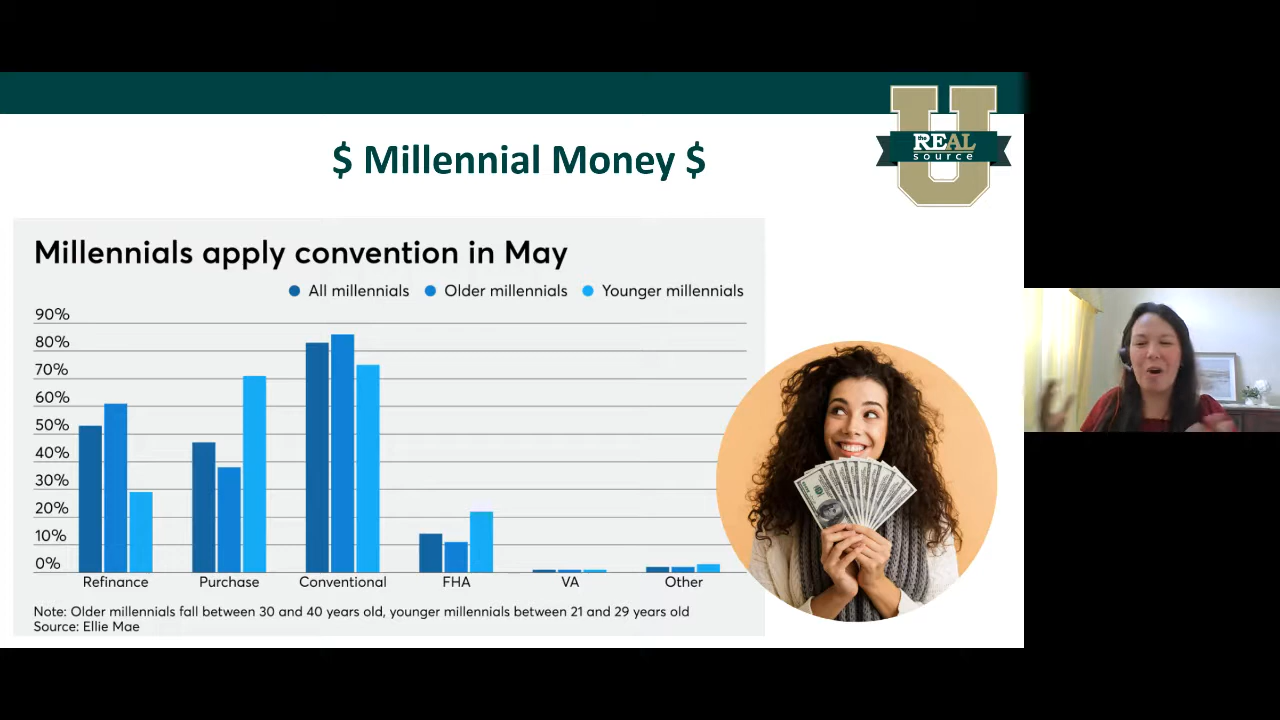 the
REAL
source
$ Millennial Money $
Millennials apply convention in May
All millennials Older millennials Younger millennials
90%
80%
70%
60%
50%
40%
30%
20%
10%
0%
Refinance Purchase Conventional FHA VA Other
Note: Older millennials fall between 30 and 40 years old, younger millennials between 21 and 29 years old
Source: Ellie Mae